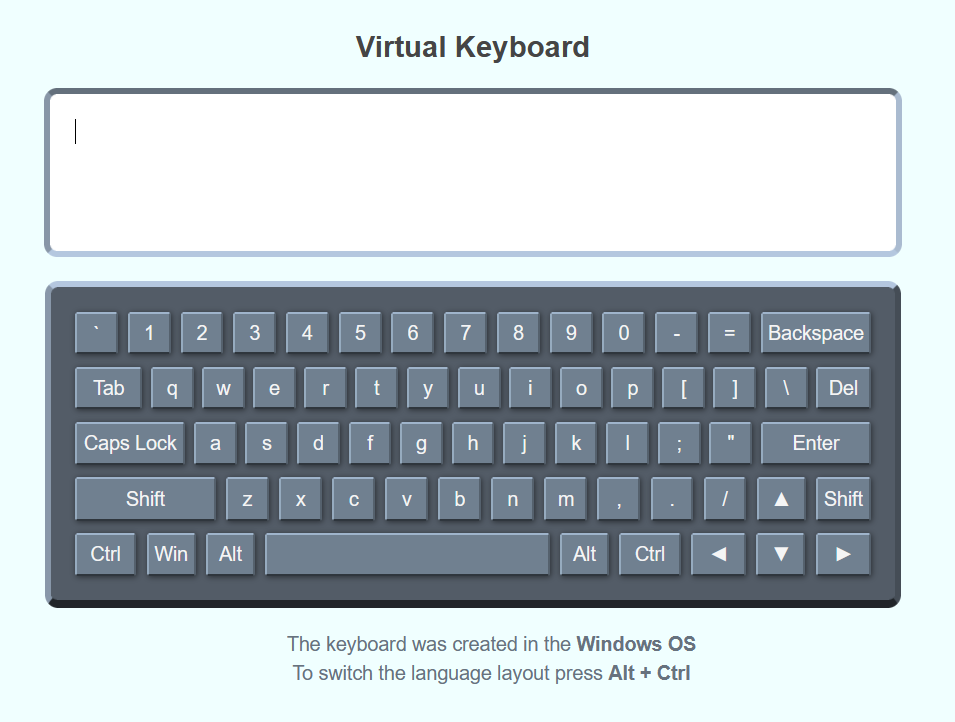 Virtual Keyboard
` 1 2 3 4 5 6 7 8 9 0 - = Backspace
Tab q w e r t y u i o p [ ] \ Del
Caps Lock a s d f g h j k l ; " Enter
Shift z x c v b n m , . / ▲ Shift
Ctrl Win Alt Alt Ctrl ◄ ▼ ►
The keyboard was created in the Windows OS
To switch the language layout press Alt + Ctrl